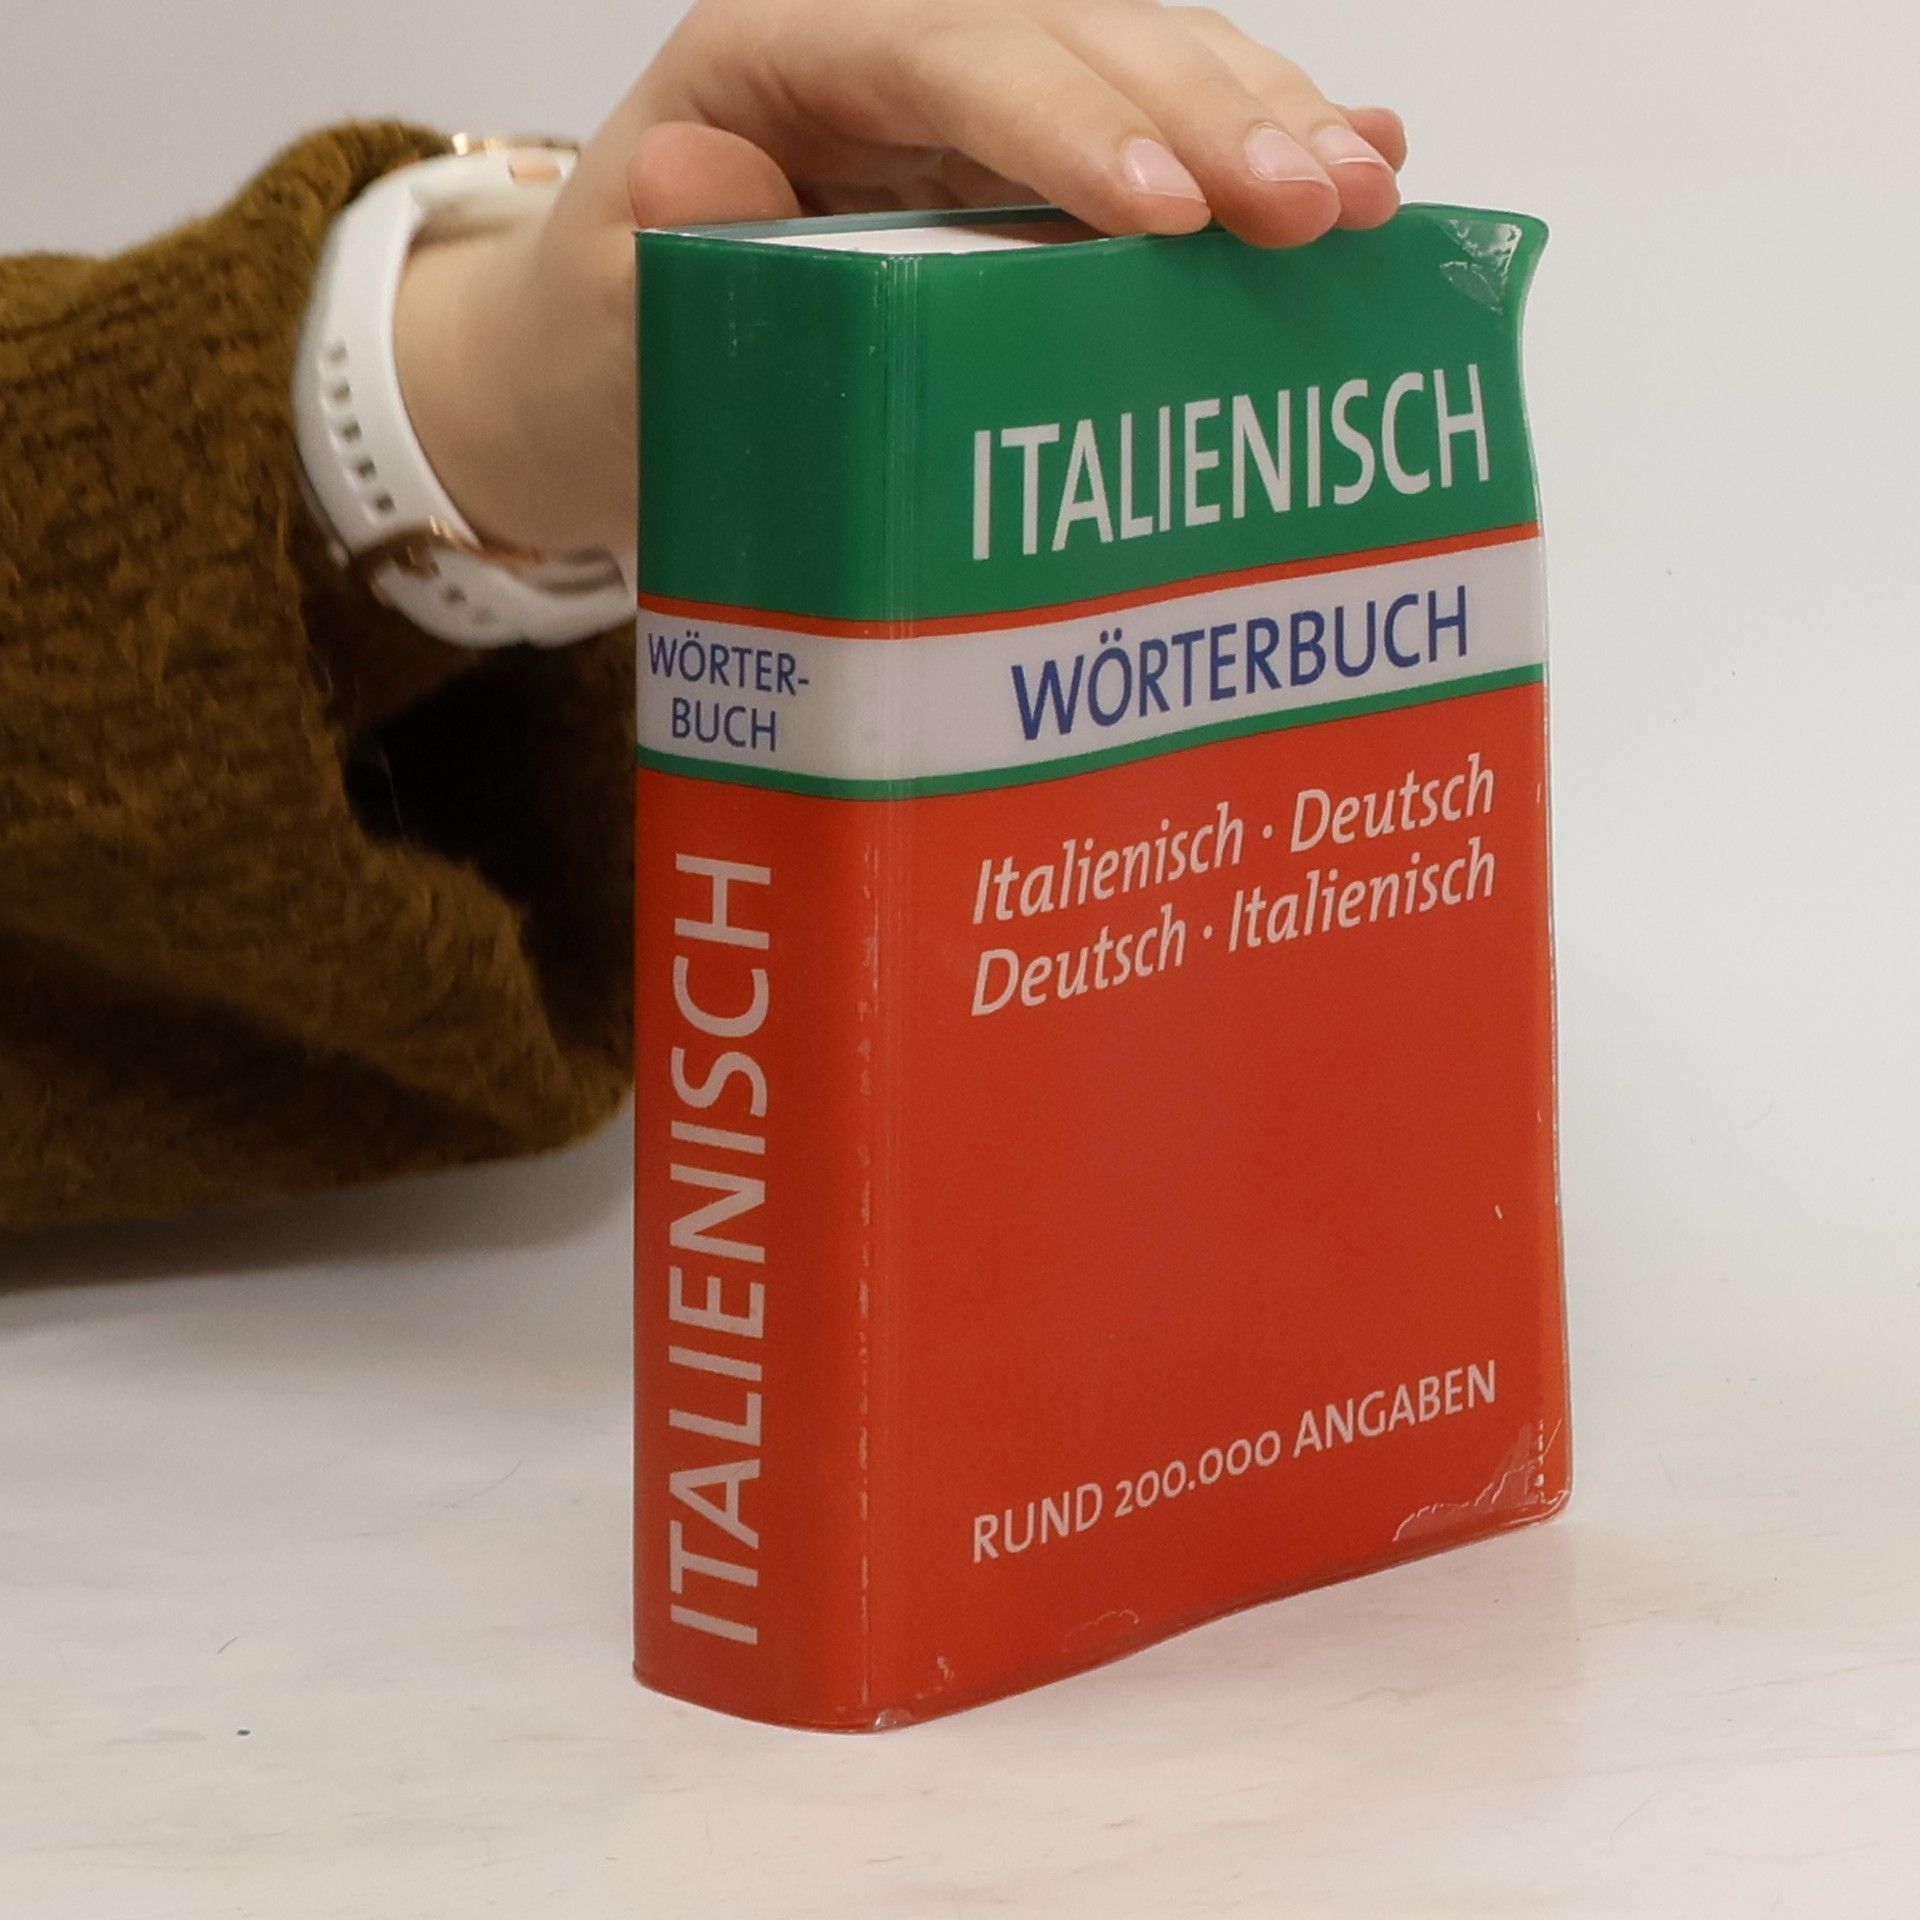 ITALIENISCH
WÖRTERBUCH
Italienisch · Deutsch
Deutsch · Italienisch
RUND 200.000 ANGABEN
WÖRTER-
BUCH
ITALIENISCH